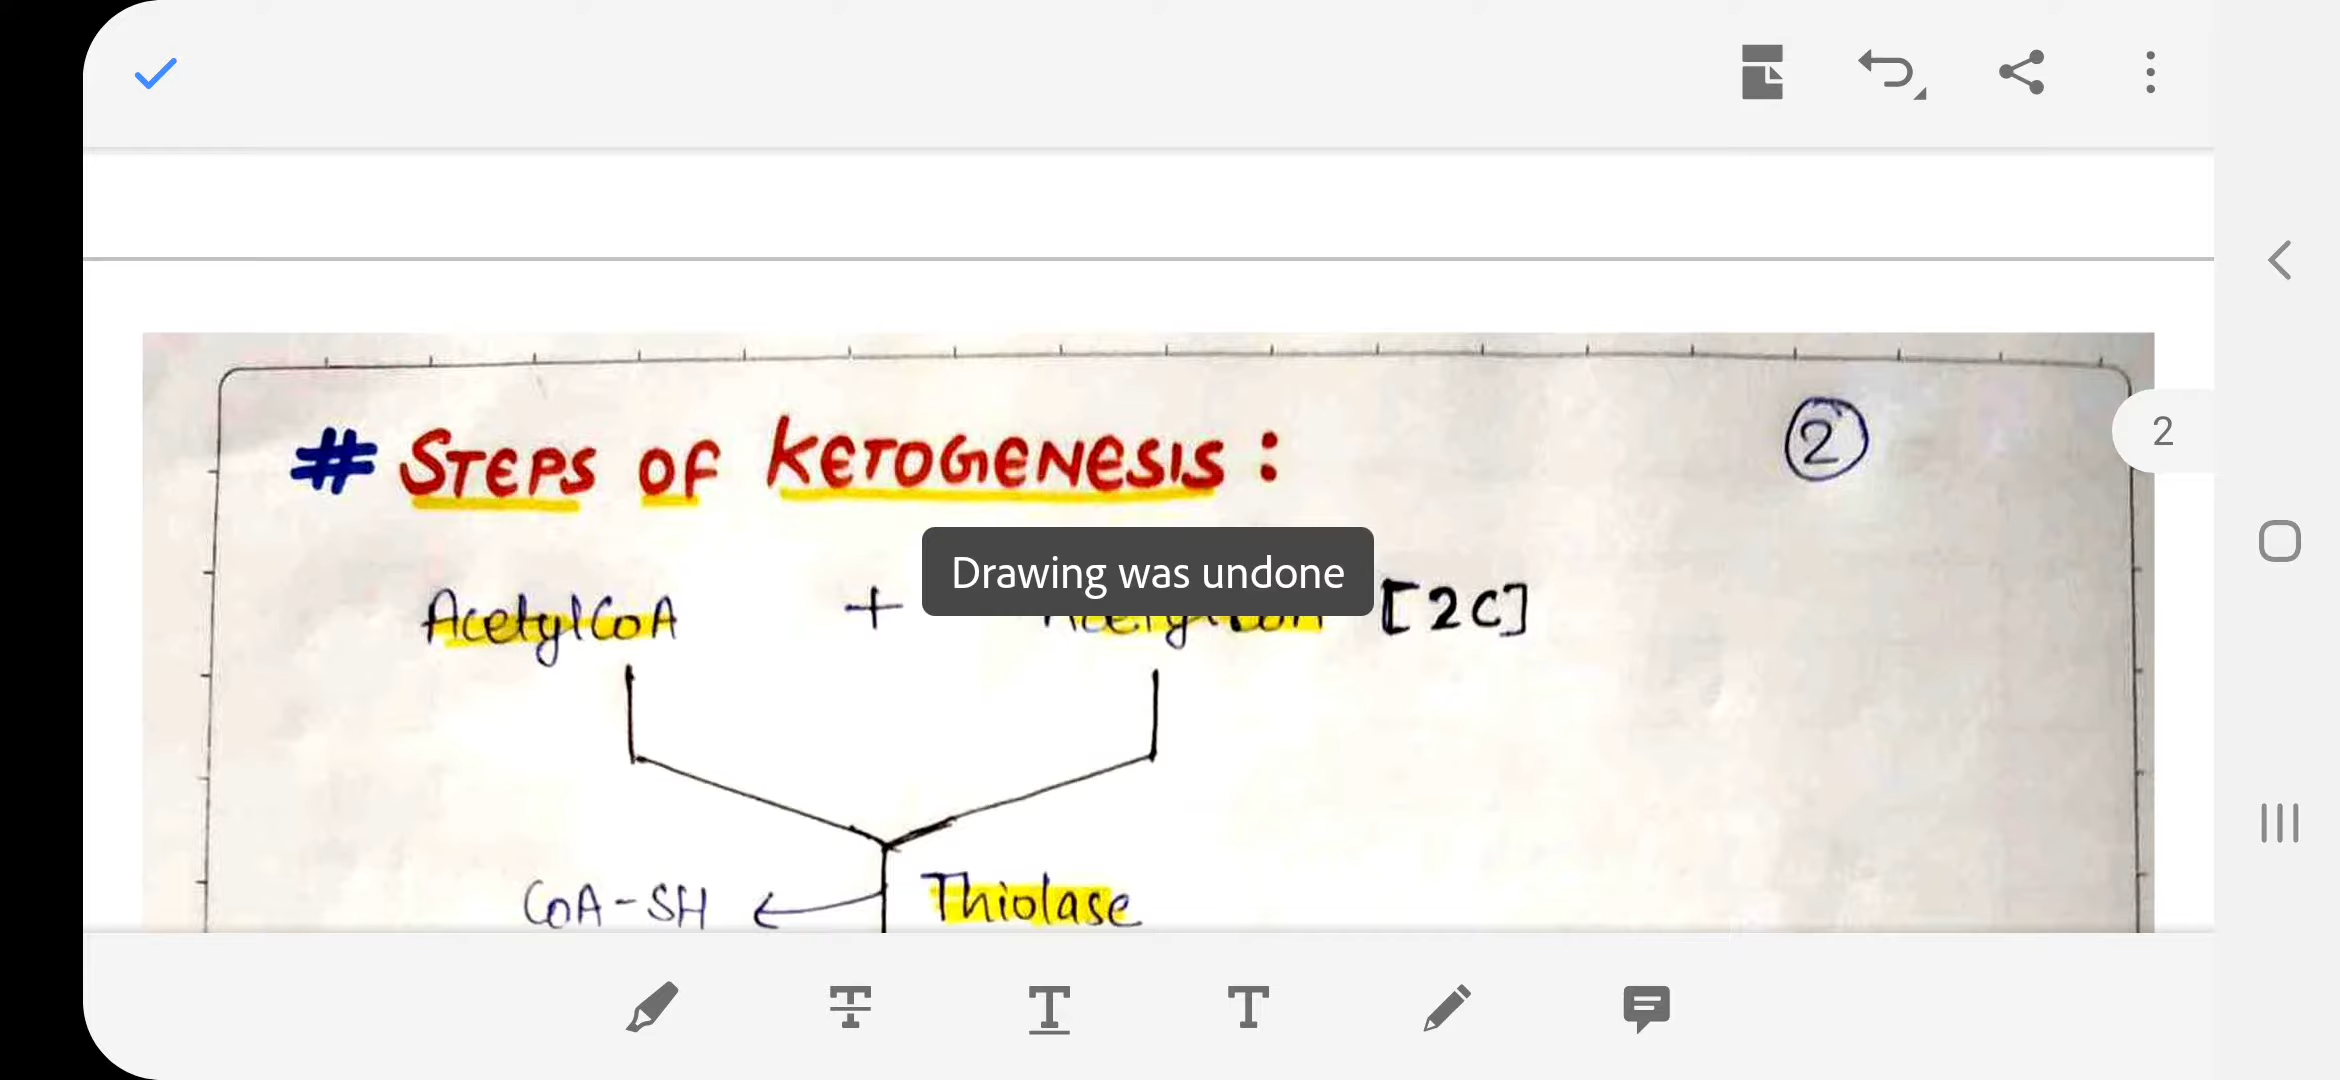 # STEPS OF KETOGENESIS :
2
2
Drawing was undone
AcetylCoA + [2C]
CoA-SH ← Thiolase
T
T
T